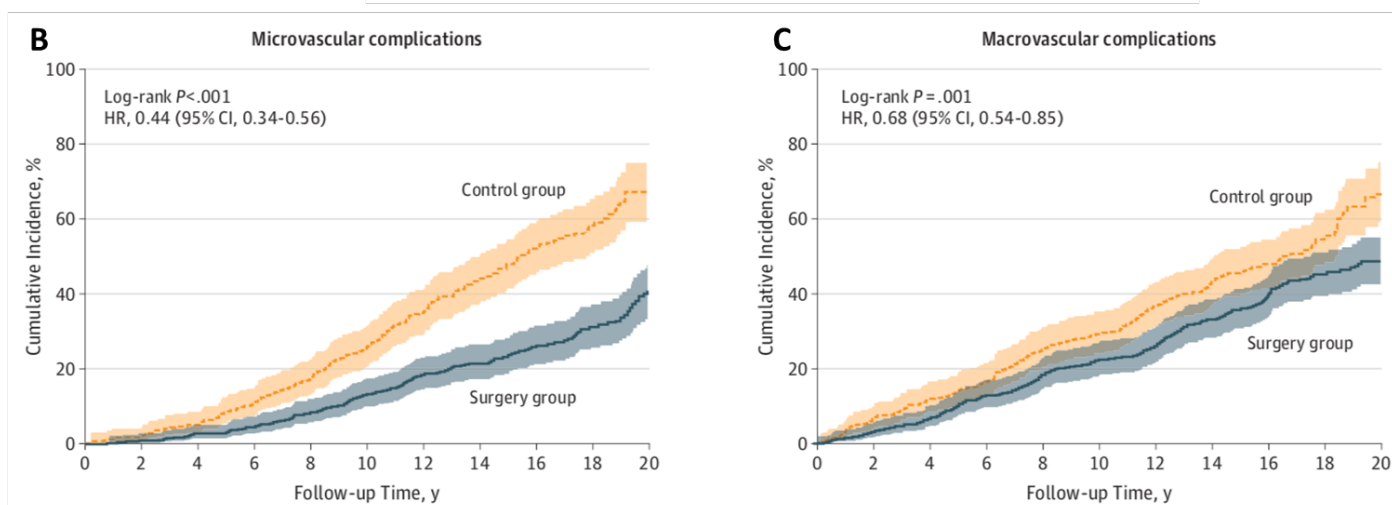 B
Microvascular complications
Log-rank P<.001
HR, 0.44 (95% CI, 0.34-0.56)
Cumulative Incidence, %
100
80
60
40
20
0
Control group
Surgery group
0 2 4 6 8 10 12 14 16 18 20
Follow-up Time, y
C
Macrovascular complications
Log-rank P=.001
HR, 0.68 (95% CI, 0.54-0.85)
Cumulative Incidence, %
100
80
60
40
20
0
Control group
Surgery group
0 2 4 6 8 10 12 14 16 18 20
Follow-up Time, y